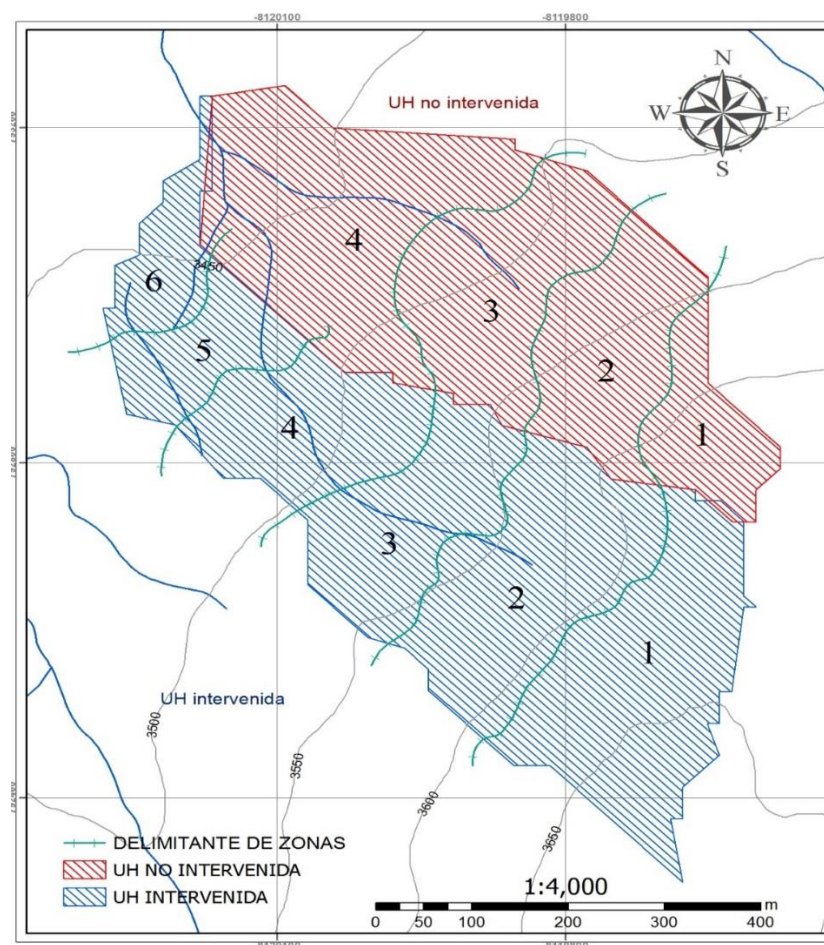 -8120100
-8119800
N
W E
S
UH no intervenida
4
3450
6
3
5
2
4
1
3
2
1
UH intervenida
3500
3550
3600
3650
DELIMITANTE DE ZONAS
UH NO INTERVENIDA
UH INTERVENIDA
1:4,000
m
0 50 100 200 300 400
-8120100
-8119800